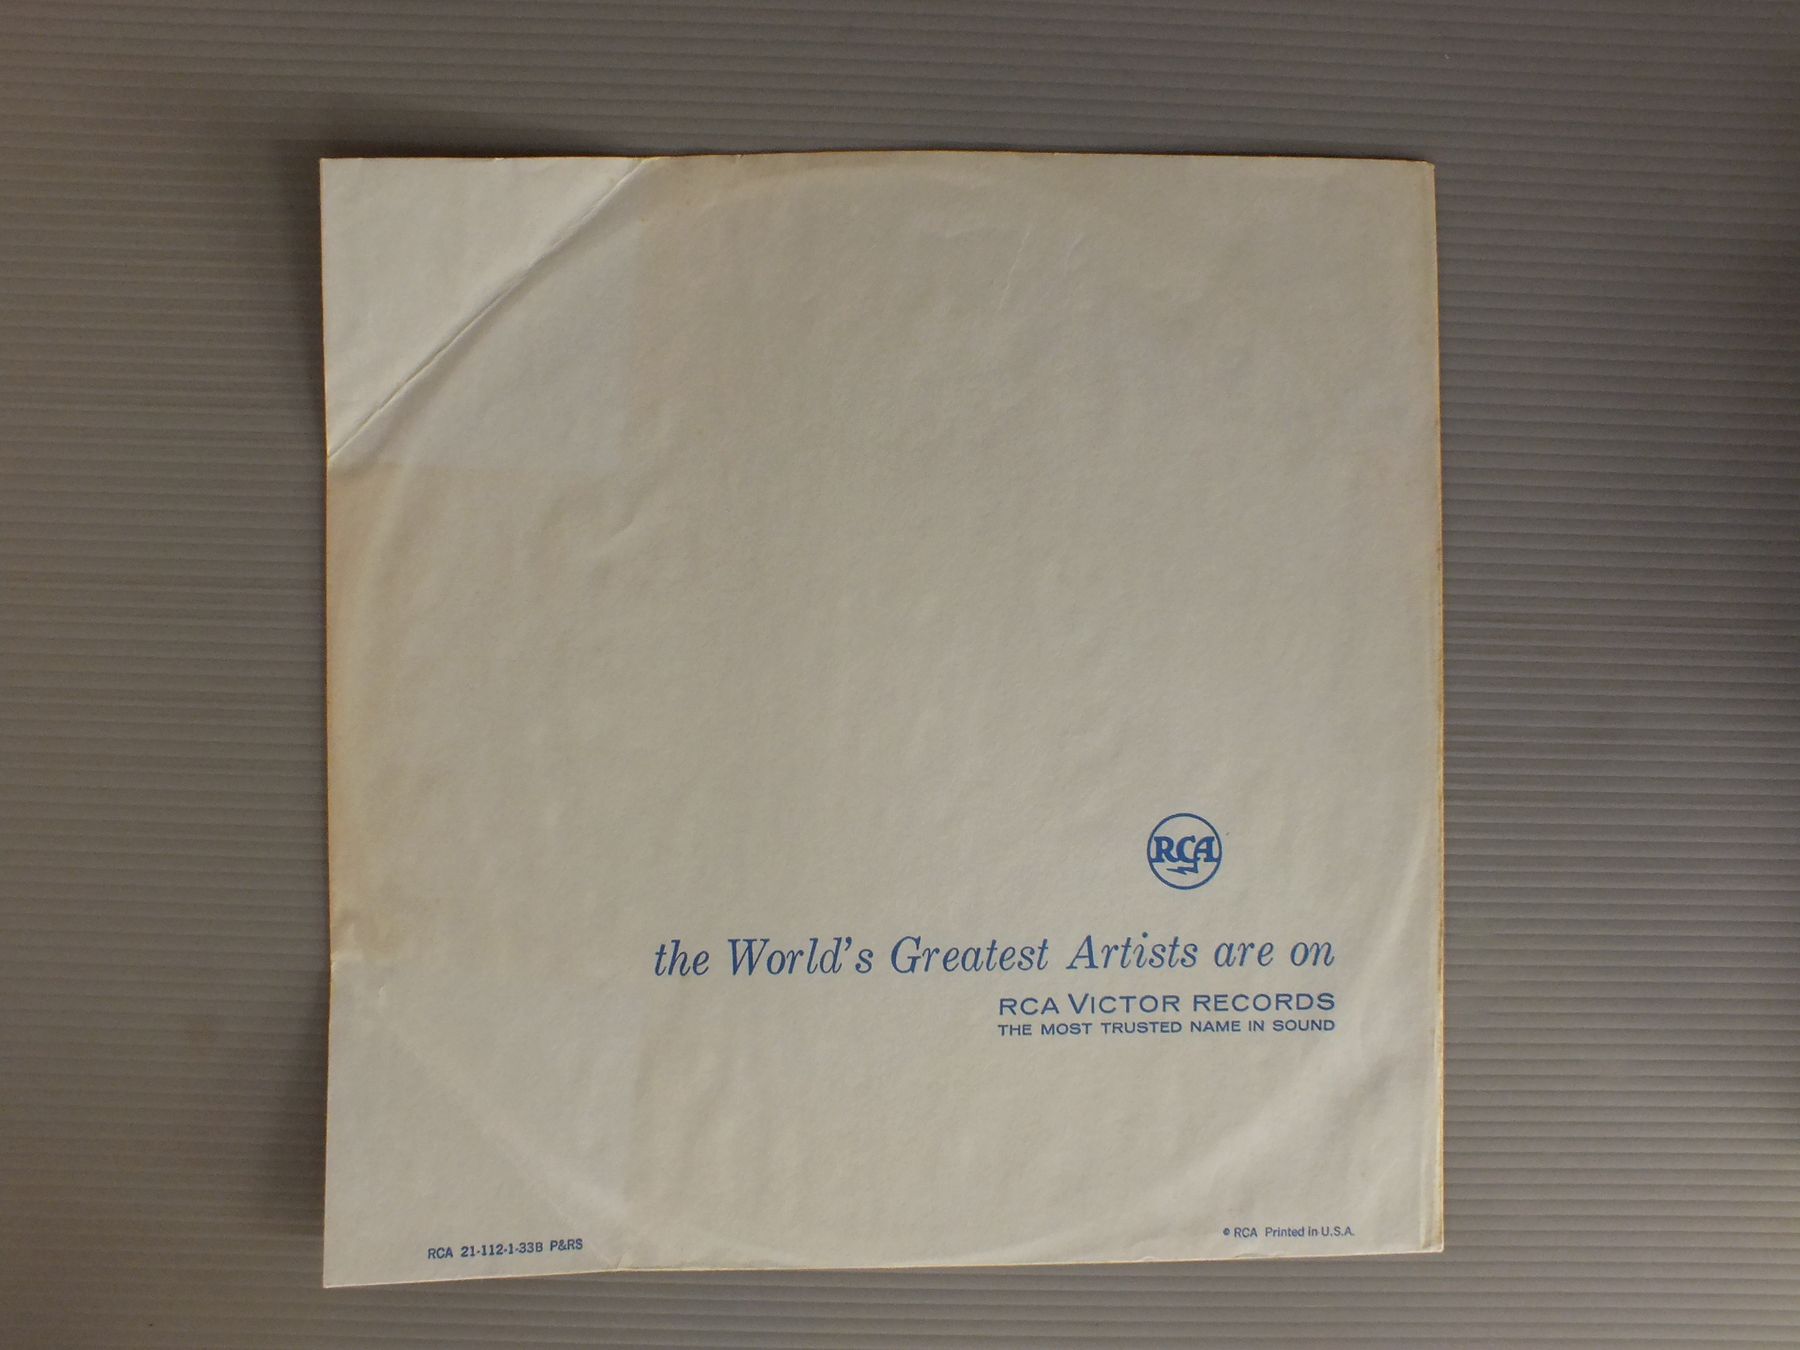 RCA
the World's Greatest Artists are on
RCA VICTOR RECORDS
THE MOST TRUSTED NAME IN SOUND
RCA 21-112-1-33B P&RS
© RCA Printed in U.S.A.